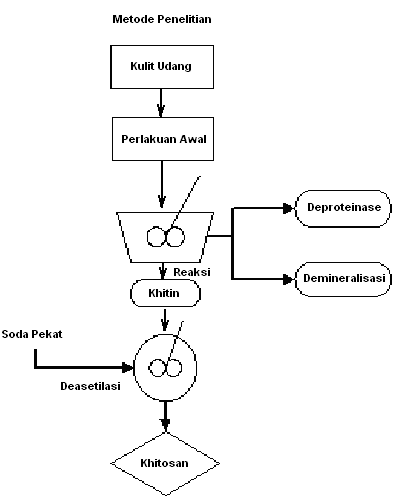 Metode Penelitian
Kulit Udang
Perlakuan Awal
Deproteinase
Reaksi
Demineralisasi
Khitin
Soda Pekat
Deasetilasi
Khitosan